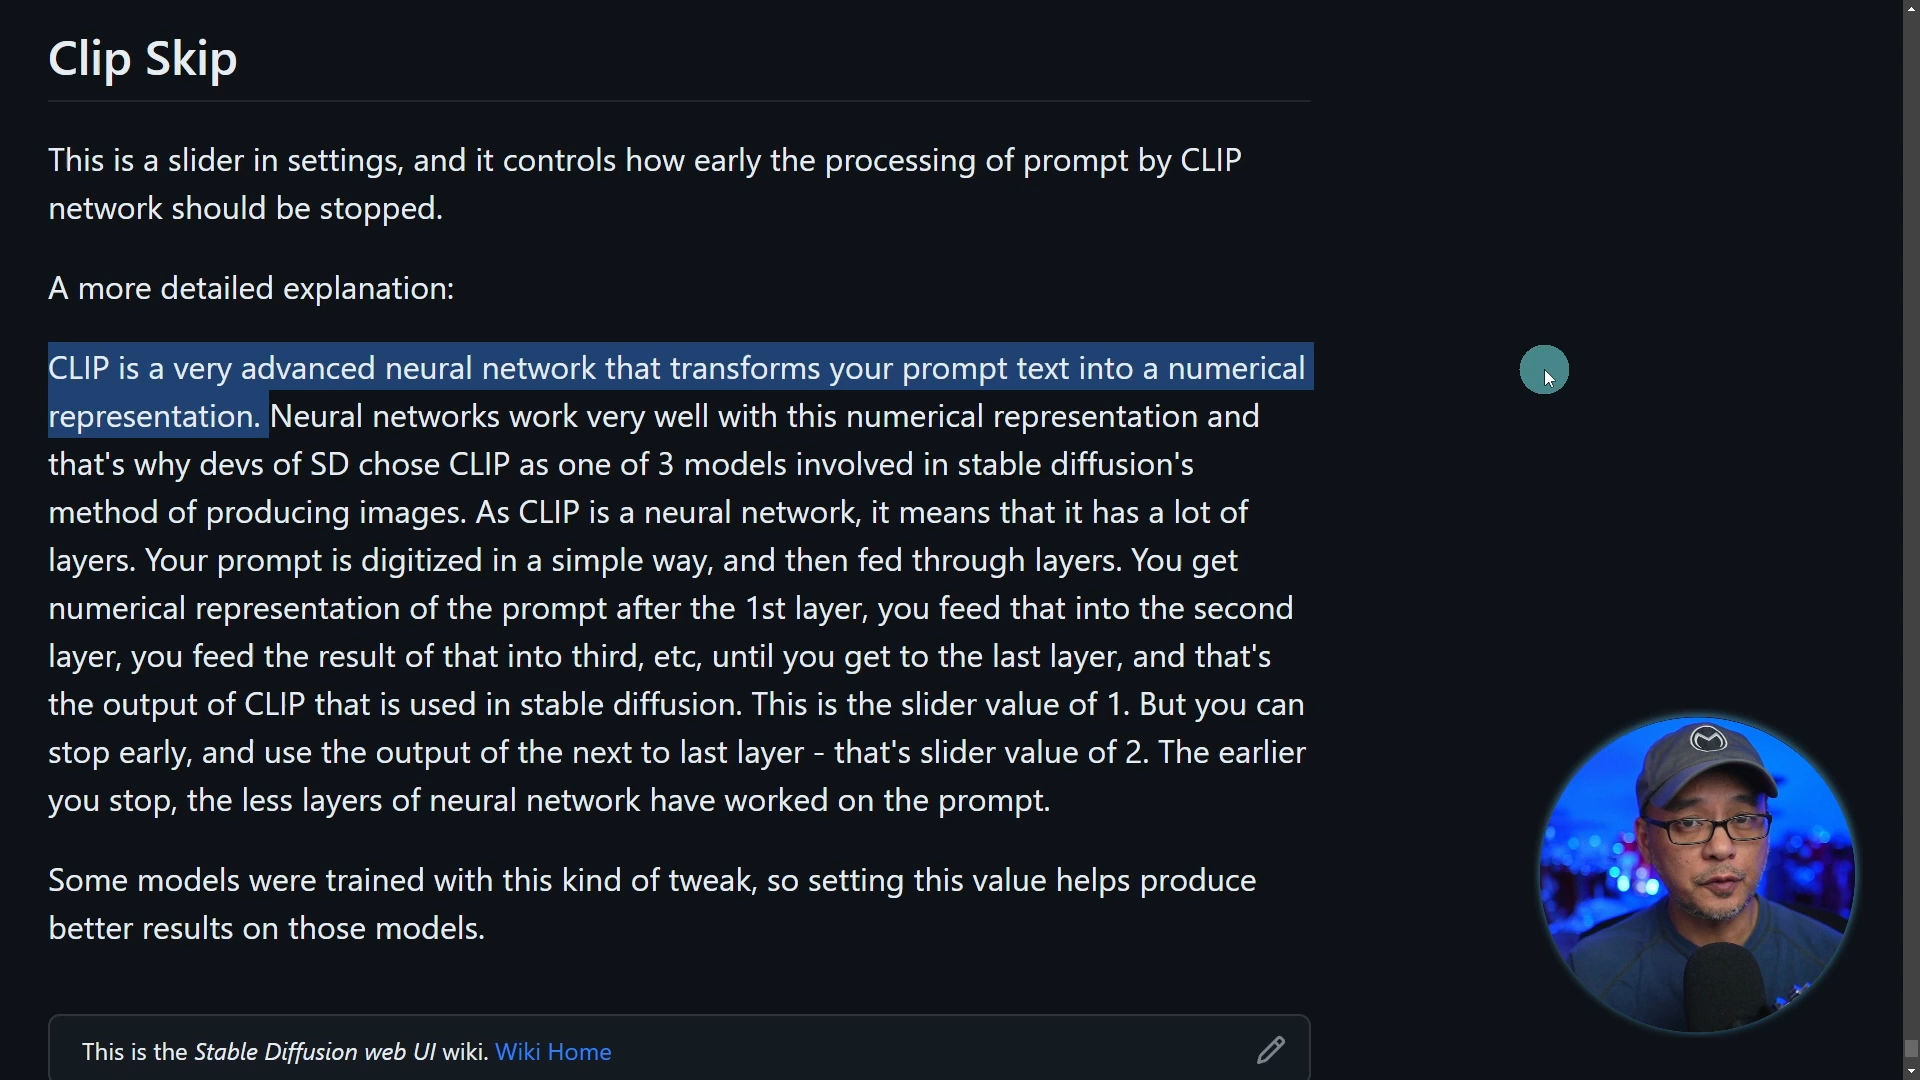 Clip Skip
This is a slider in settings, and it controls how early the processing of prompt by CLIP
network should be stopped.
A more detailed explanation:
CLIP is a very advanced neural network that transforms your prompt text into a numerical
representation. Neural networks work very well with this numerical representation and
that's why devs of SD chose CLIP as one of 3 models involved in stable diffusion's
method of producing images. As CLIP is a neural network, it means that it has a lot of
layers. Your prompt is digitized in a simple way, and then fed through layers. You get
numerical representation of the prompt after the 1st layer, you feed that into the second
layer, you feed the result of that into third, etc, until you get to the last layer, and that's
the output of CLIP that is used in stable diffusion. This is the slider value of 1. But you can
stop early, and use the output of the next to last layer - that's slider value of 2. The earlier
you stop, the less layers of neural network have worked on the prompt.
Some models were trained with this kind of tweak, so setting this value helps produce
better results on those models.
This is the Stable Diffusion web UI wiki. Wiki Home